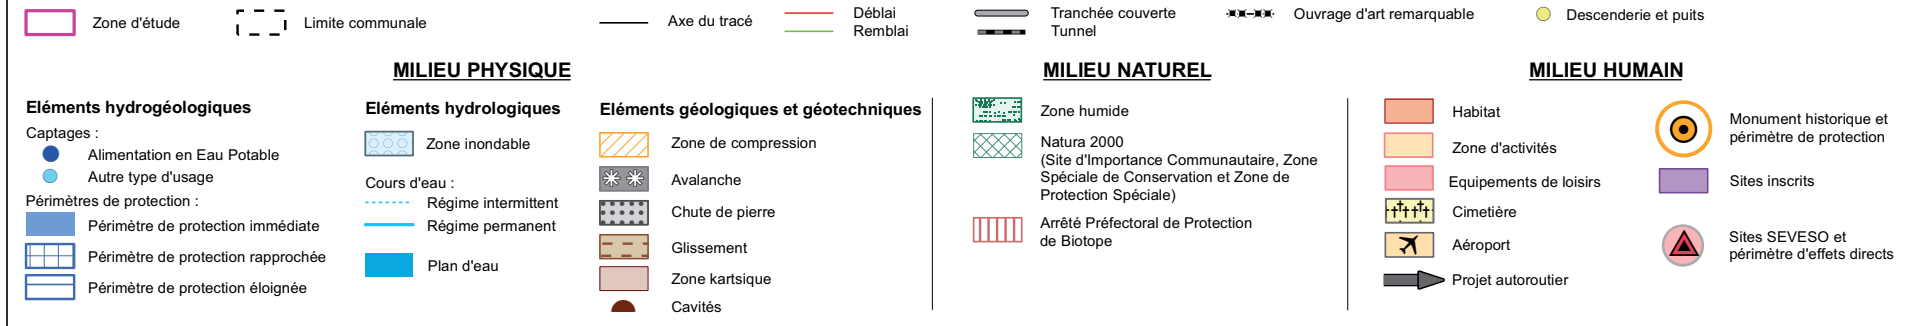 Zone d'étude
Limite communale
Axe du tracé
Déblai
Remblai
Tranchée couverte
Tunnel
Ouvrage d'art remarquable
Descenderie et puits
MILIEU PHYSIQUE
Eléments hydrogéologiques
Captages :
Alimentation en Eau Potable
Autre type d'usage
Périmètres de protection :
Périmètre de protection immédiate
Périmètre de protection rapprochée
Périmètre de protection éloignée
Eléments hydrologiques
Zone inondable
Cours d'eau :
Régime intermittent
Régime permanent
Plan d'eau
Eléments géologiques et géotechniques
Zone de compression
Avalanche
Chute de pierre
Glissement
Zone kartsique
Cavités
MILIEU NATUREL
Zone humide
Natura 2000
(Site d'Importance Communautaire, Zone
Spéciale de Conservation et Zone de
Protection Spéciale)
Arrêté Préfectoral de Protection
de Biotope
MILIEU HUMAIN
Habitat
Zone d'activités
Equipements de loisirs
Cimetière
Aéroport
Projet autoroutier
Monument historique et
périmètre de protection
Sites inscrits
Sites SEVESO et
périmètre d'effets directs